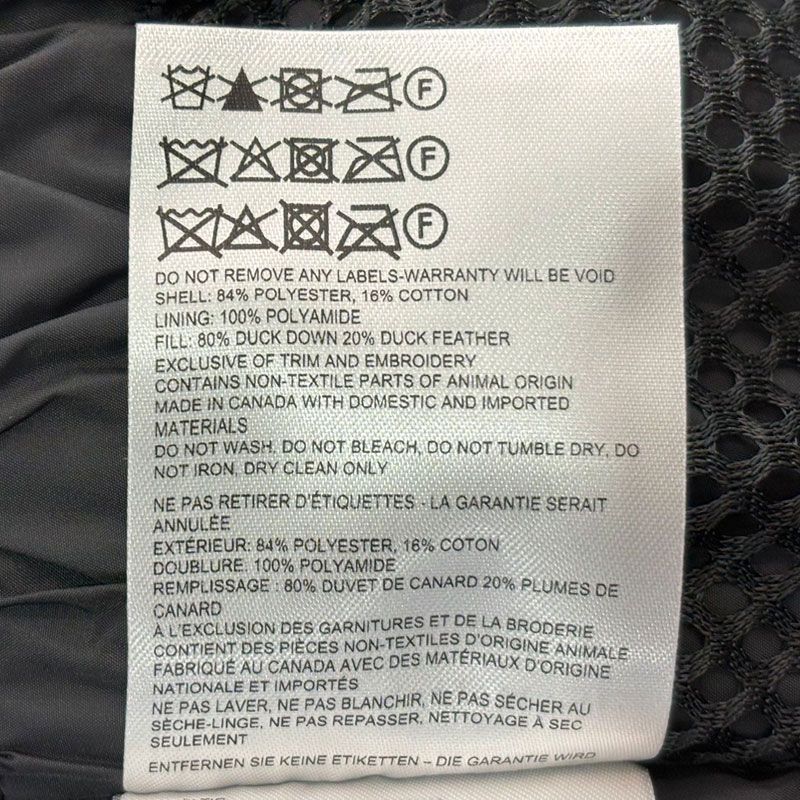 F
F
F
DO NOT REMOVE ANY LABELS-WARRANTY WILL BE VOID
SHELL: 84% POLYESTER, 16% COTTON
LINING: 100% POLYAMIDE
FILL: 80% DUCK DOWN 20% DUCK FEATHER
EXCLUSIVE OF TRIM AND EMBROIDERY
CONTAINS NON-TEXTILE PARTS OF ANIMAL ORIGIN
MADE IN CANADA WITH DOMESTIC AND IMPORTED
MATERIALS
DO NOT WASH, DO NOT BLEACH, DO NOT TUMBLE DRY, DO
NOT IRON, DRY CLEAN ONLY
NE PAS RETIRER D'ÉTIQUETTES - LA GARANTIE SERAIT
ANNULÉE
EXTÉRIEUR: 84% POLYESTER, 16% COTON
DOUBLURE. 100% POLYAMIDE
REMPLISSAGE : 80% DUVET DE CANARD 20% PLUMES DE
CANARD
À L'EXCLUSION DES GARNITURES ET DE LA BRODERIE
CONTIENT DES PIÈCES NON-TEXTILES D'ORIGINE ANIMALE
FABRIQUÉ AU CANADA AVEC DES MATÉRIAUX D'ORIGINE
NATIONALE ET IMPORTÉS
NE PAS LAVER, NE PAS BLANCHIR, NE PAS SÉCHER AU
SÈCHE-LINGE, NE PAS REPASSER, NETTOYAGE À SEC
SEULEMENT
ENTFERNEN SIE KEINE ETIKETTEN – DIE GARANTIE WIRD